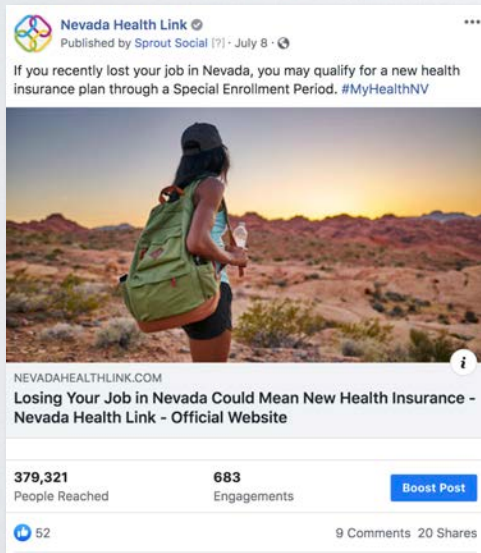 Nevada Health Link
Published by Sprout Social [?] · July 8 ·
If you recently lost your job in Nevada, you may qualify for a new health
insurance plan through a Special Enrollment Period. #MyHealthNV
NEVADAHEALTHLINK.COM
Losing Your Job in Nevada Could Mean New Health Insurance -
Nevada Health Link - Official Website
379,321
People Reached
683
Engagements
Boost Post
52
9 Comments 20 Shares